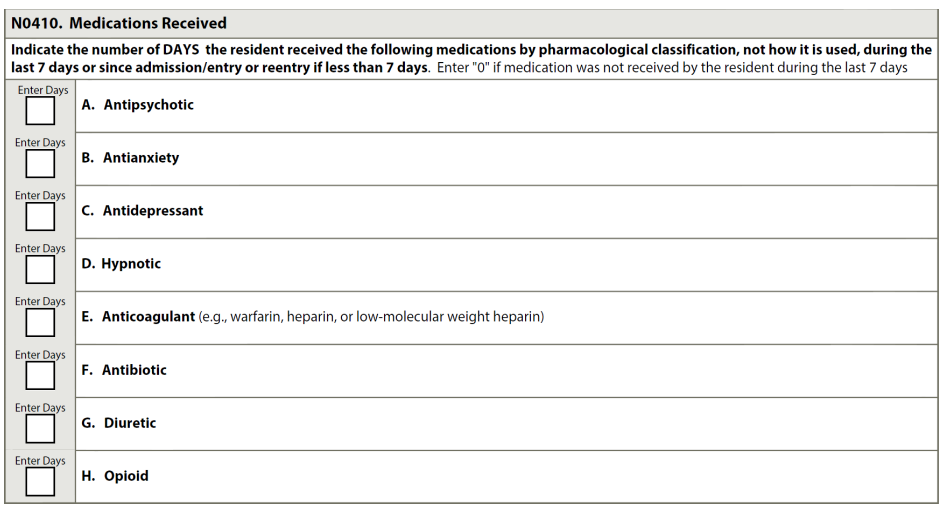 N0410. Medications Received
Indicate the number of DAYS the resident received the following medications by pharmacological classification, not how it is used, during the
last 7 days or since admission/entry or reentry if less than 7 days. Enter "0" if medication was not received by the resident during the last 7 days
Enter Days
A. Antipsychotic
Enter Days
B. Antianxiety
Enter Days
C. Antidepressant
Enter Days
D. Hypnotic
Enter Days
E. Anticoagulant (e.g., warfarin, heparin, or low-molecular weight heparin)
Enter Days
F. Antibiotic
Enter Days
G. Diuretic
Enter Days
H. Opioid